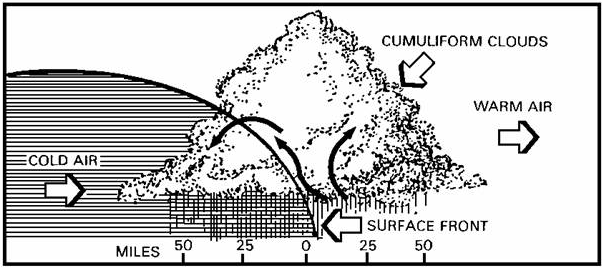 CUMULIFORM CLOUDS
WARM AIR
COLD AIR
SURFACE FRONT
MILES 50 25 0 25 50